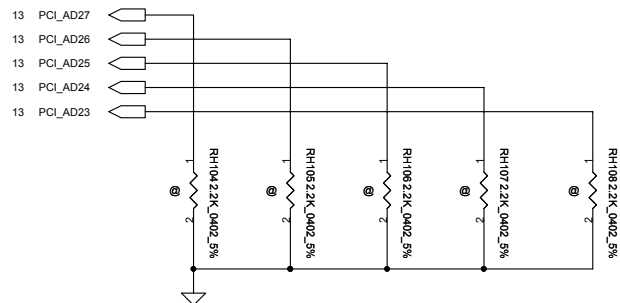 13 PCI_AD27
13 PCI_AD26
13 PCI_AD25
13 PCI_AD24
13 PCI_AD23
1
RH104 2.2K_0402_5%
@
2
1
RH105 2.2K_0402_5%
@
2
1
RH106 2.2K_0402_5%
@
2
1
RH107 2.2K_0402_5%
@
2
1
RH108 2.2K_0402_5%
@
2